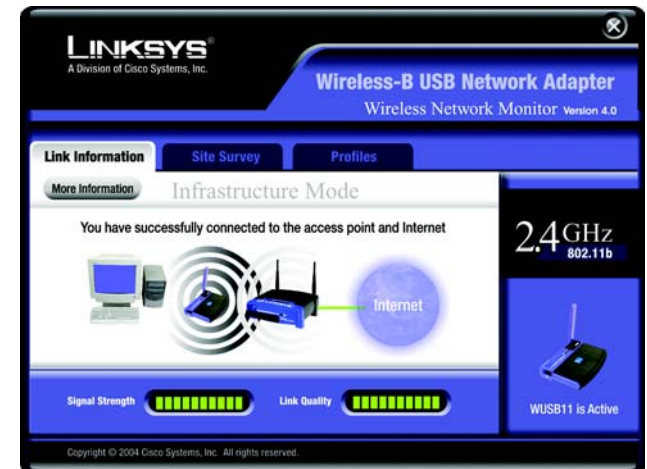 LINKSYS®
A Division of Cisco Systems, Inc.
Wireless-B USB Network Adapter
Wireless Network Monitor Version 4.0
Link Information
Site Survey
Profiles
More Information
Infrastructure Mode
You have successfully connected to the access point and Internet
Internet
2.4GHz
802.11b
Signal Strength
Link Quality
WUSB11 is Active
Copyright © 2004 Cisco Systems, Inc. All rights reserved.